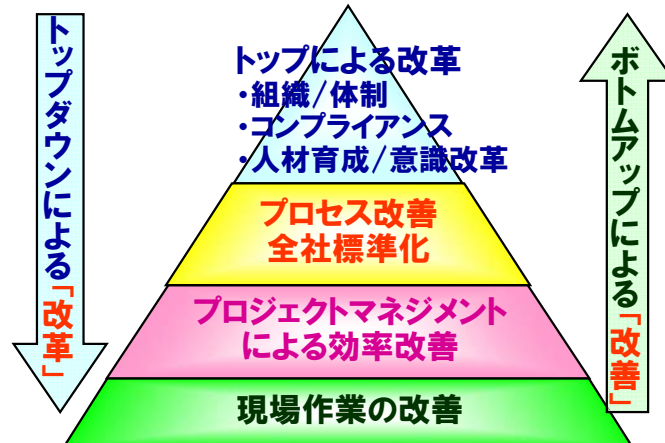 トップダウンによる「改革」
トップによる改革
・組織/体制
・コンプライアンス
・人材育成/意識改革
プロセス改善
全社標準化
プロジェクトマネジメント
による効率改善
現場作業の改善
ボトムアップによる「改善」